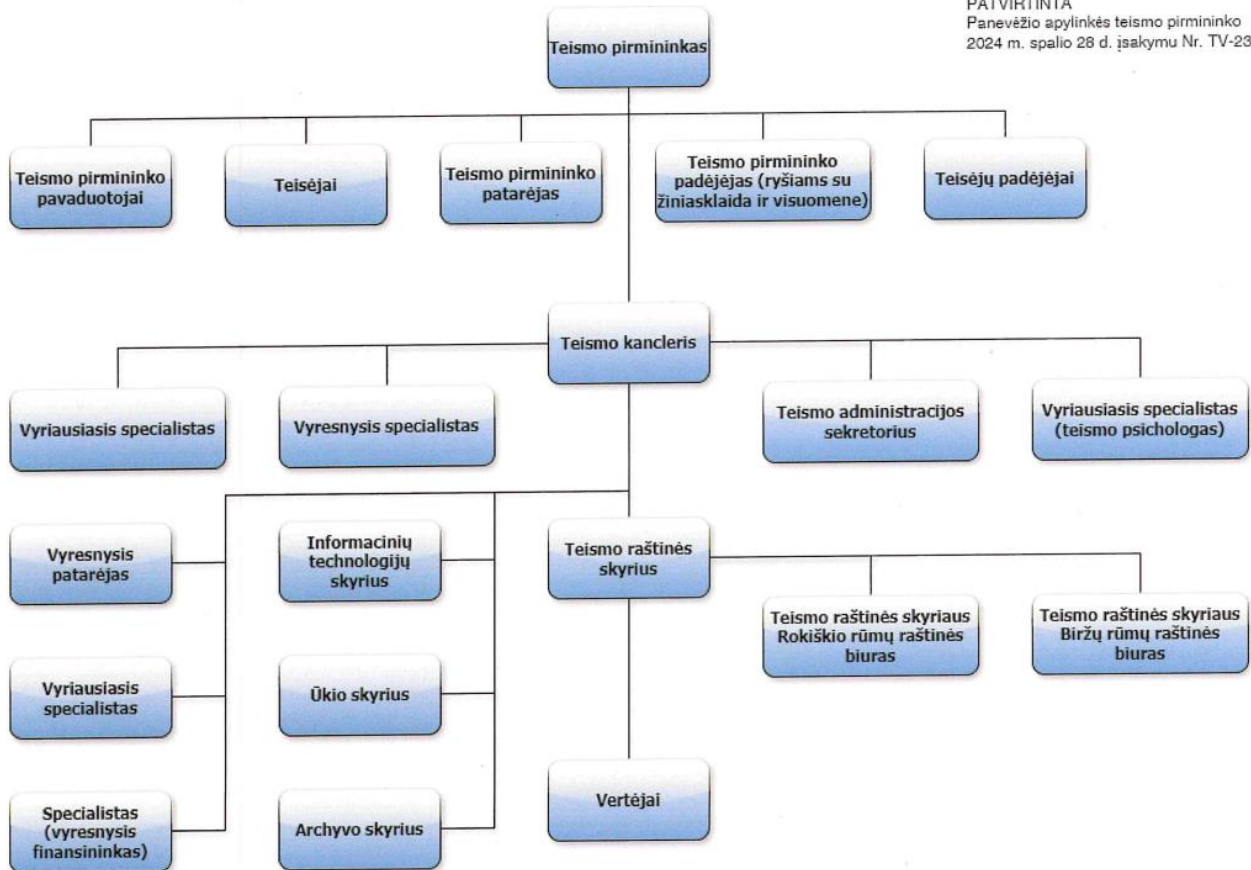 PATVIRTINTA
Panevėžio apylinkės teismo pirmininko
2024 m. spalio 28 d. įsakymu Nr. TV-23
Teismo pirmininkas
Teismo pirmininko
pavaduotojai
Teisėjai
Teismo pirmininko
patarėjas
Teismo pirmininko
padėjėjas (ryšiams su
žiniasklaida ir visuomene)
Teisėjų padėjėjai
Teismo kancleris
Vyriausiasis specialistas
Vyresnysis specialistas
Teismo administracijos
sekretorius
Vyriausiasis specialistas
(teismo psichologas)
Vyresnysis
patarėjas
Informacinių
technologijų
skyrius
Teismo raštinės
skyrius
Teismo raštinės skyriaus
Rokiškio rūmų raštinės
biuras
Teismo raštinės skyriaus
Biržų rūmų raštinės
biuras
Vyriausiasis
specialistas
Ūkio skyrius
Specialistas
(vyresnysis
finansininkas)
Archyvo skyrius
Vertėjai